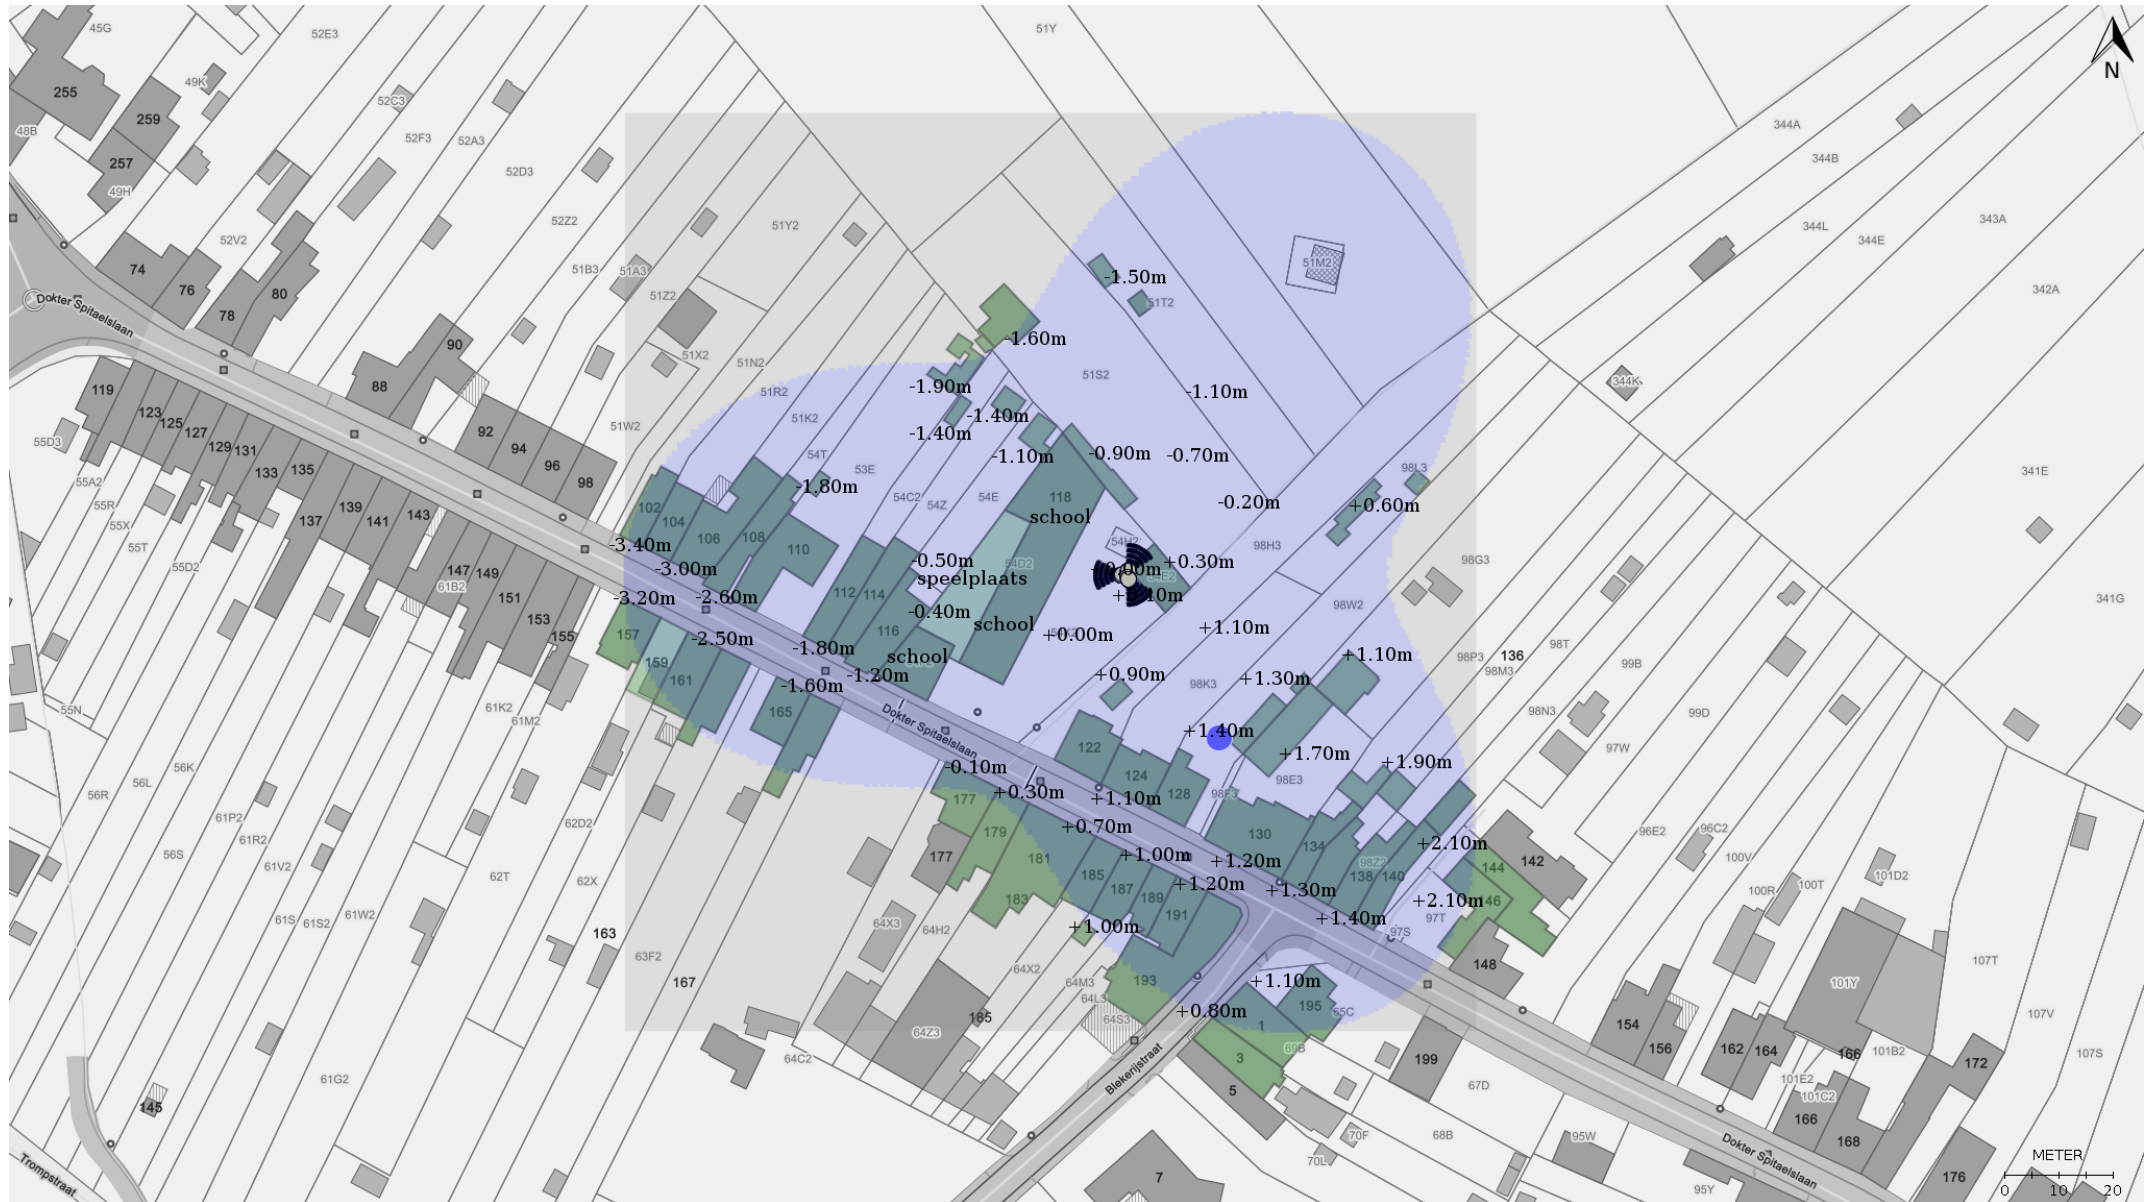 45G
52E3
51Y
N
255
49K
52C3
259
48B
52F3
52A3
344A
257
49H
52D3
344B
52Z2
51Y2
343A
344L
344E
52V2
74
76
80
78
51B3
51A3
51Z2
51M2
-1.50m
51T2
342A
Dokter Spitaelslaan
90
88
51X2
51N2
-1.60m
51S2
344K
119
123
125
127
129
131
133
135
51R2
51K2
-1.90m
-1.10m
-1.40m
-1.40m
55D3
92
94
96
98
51W2
54T
53E
-1.10m
-0.90m
-0.70m
98L3
341E
55A2
55R
55X
55T
55D2
137
139
141
143
-1.80m
54C2
54Z
54E
118
school
-0.20m
+0.60m
102
104
106
108
110
-3.40m
54H2
98H3
98G3
-3.00m
-0.50m
speelplaats
54D2
+0.30m
147
149
61B2
151
153
155
-3.20m
-2.60m
112
114
-0.40m
school
+0.00m
98W2
341G
157
-2.50m
-1.80m
116
school
+1.10m
98P3
98M3
136
98T
99B
159
161
-1.60m
-1.20m
+0.90m
98K3
+1.30m
+1.10m
55N
61K2
61M2
165
Dokter Spitaelslaan
122
+1.40m
+1.70m
98N3
99D
97W
56R
56L
56K
-0.10m
124
128
98E3
98F3
+1.90m
61P2
61R2
61V2
62D2
177
+0.30m
+1.10m
179
+0.70m
130
134
96E2
96C2
56S
177
181
+1.00m
+1.20m
98Z2
138
140
+2.10m
144
142
100V
62T
62X
185
187
189
191
+1.20m
+1.30m
100R
100T
101D2
61S
61S2
61W2
163
64X3
64H2
183
+1.00m
+1.40m
+2.10m
146
97T
97S
63F2
167
64X2
64M3
64L3
193
+1.10m
148
101Y
107T
185
64Z3
64S3
+0.80m
195
65C
1
154
156
162
164
166
101B2
107V
107S
172
64C2
3
69B
199
61G2
Blekerijstraat
5
67D
101E2
101C2
166
168
145
70F
70L
68B
95W
Dokter Spitaelslaan
METER
0 10 20
Trompstraat
7
95Y
176